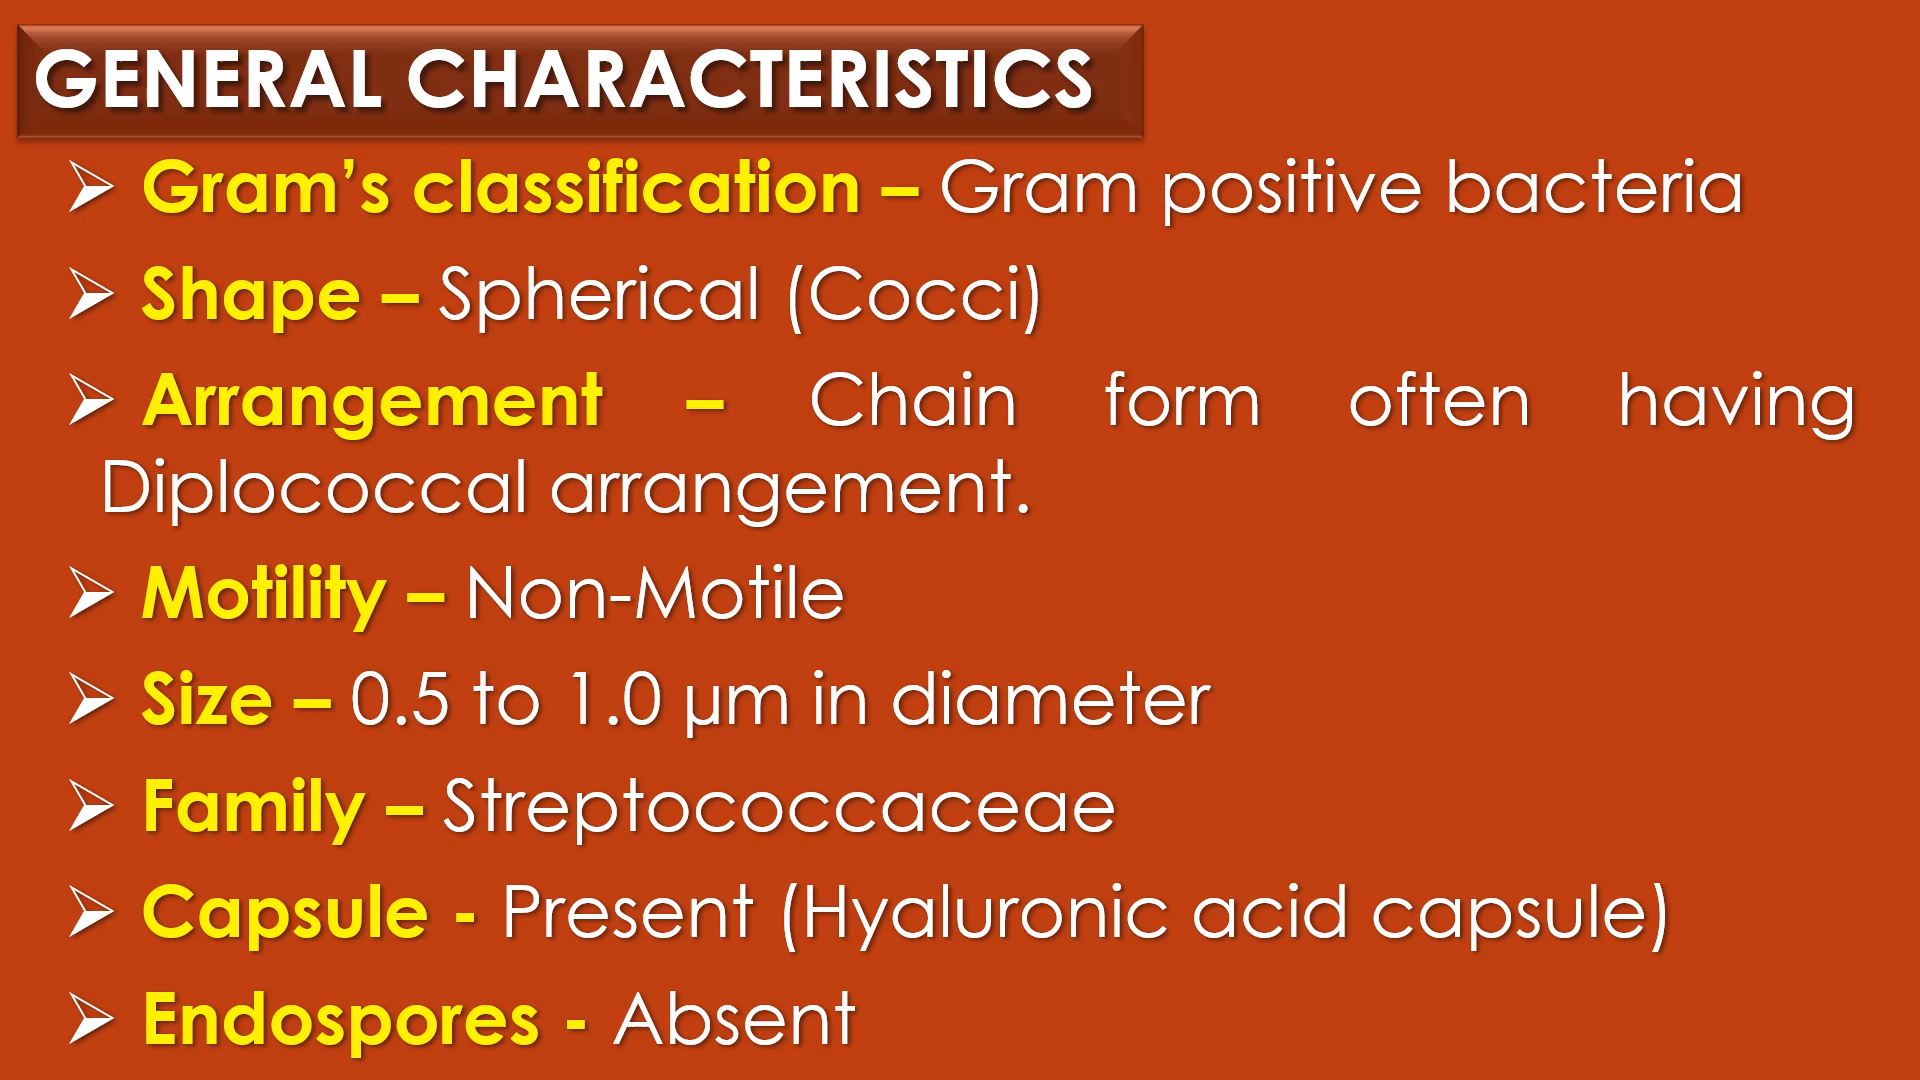 GENERAL CHARACTERISTICS
➢ Gram’s classification – Gram positive bacteria
➢ Shape – Spherical (Cocci)
➢ Arrangement – Chain form often having
Diplococcal arrangement.
➢ Motility – Non-Motile
➢ Size – 0.5 to 1.0 µm in diameter
➢ Family – Streptococcaceae
➢ Capsule - Present (Hyaluronic acid capsule)
➢ Endospores - Absent